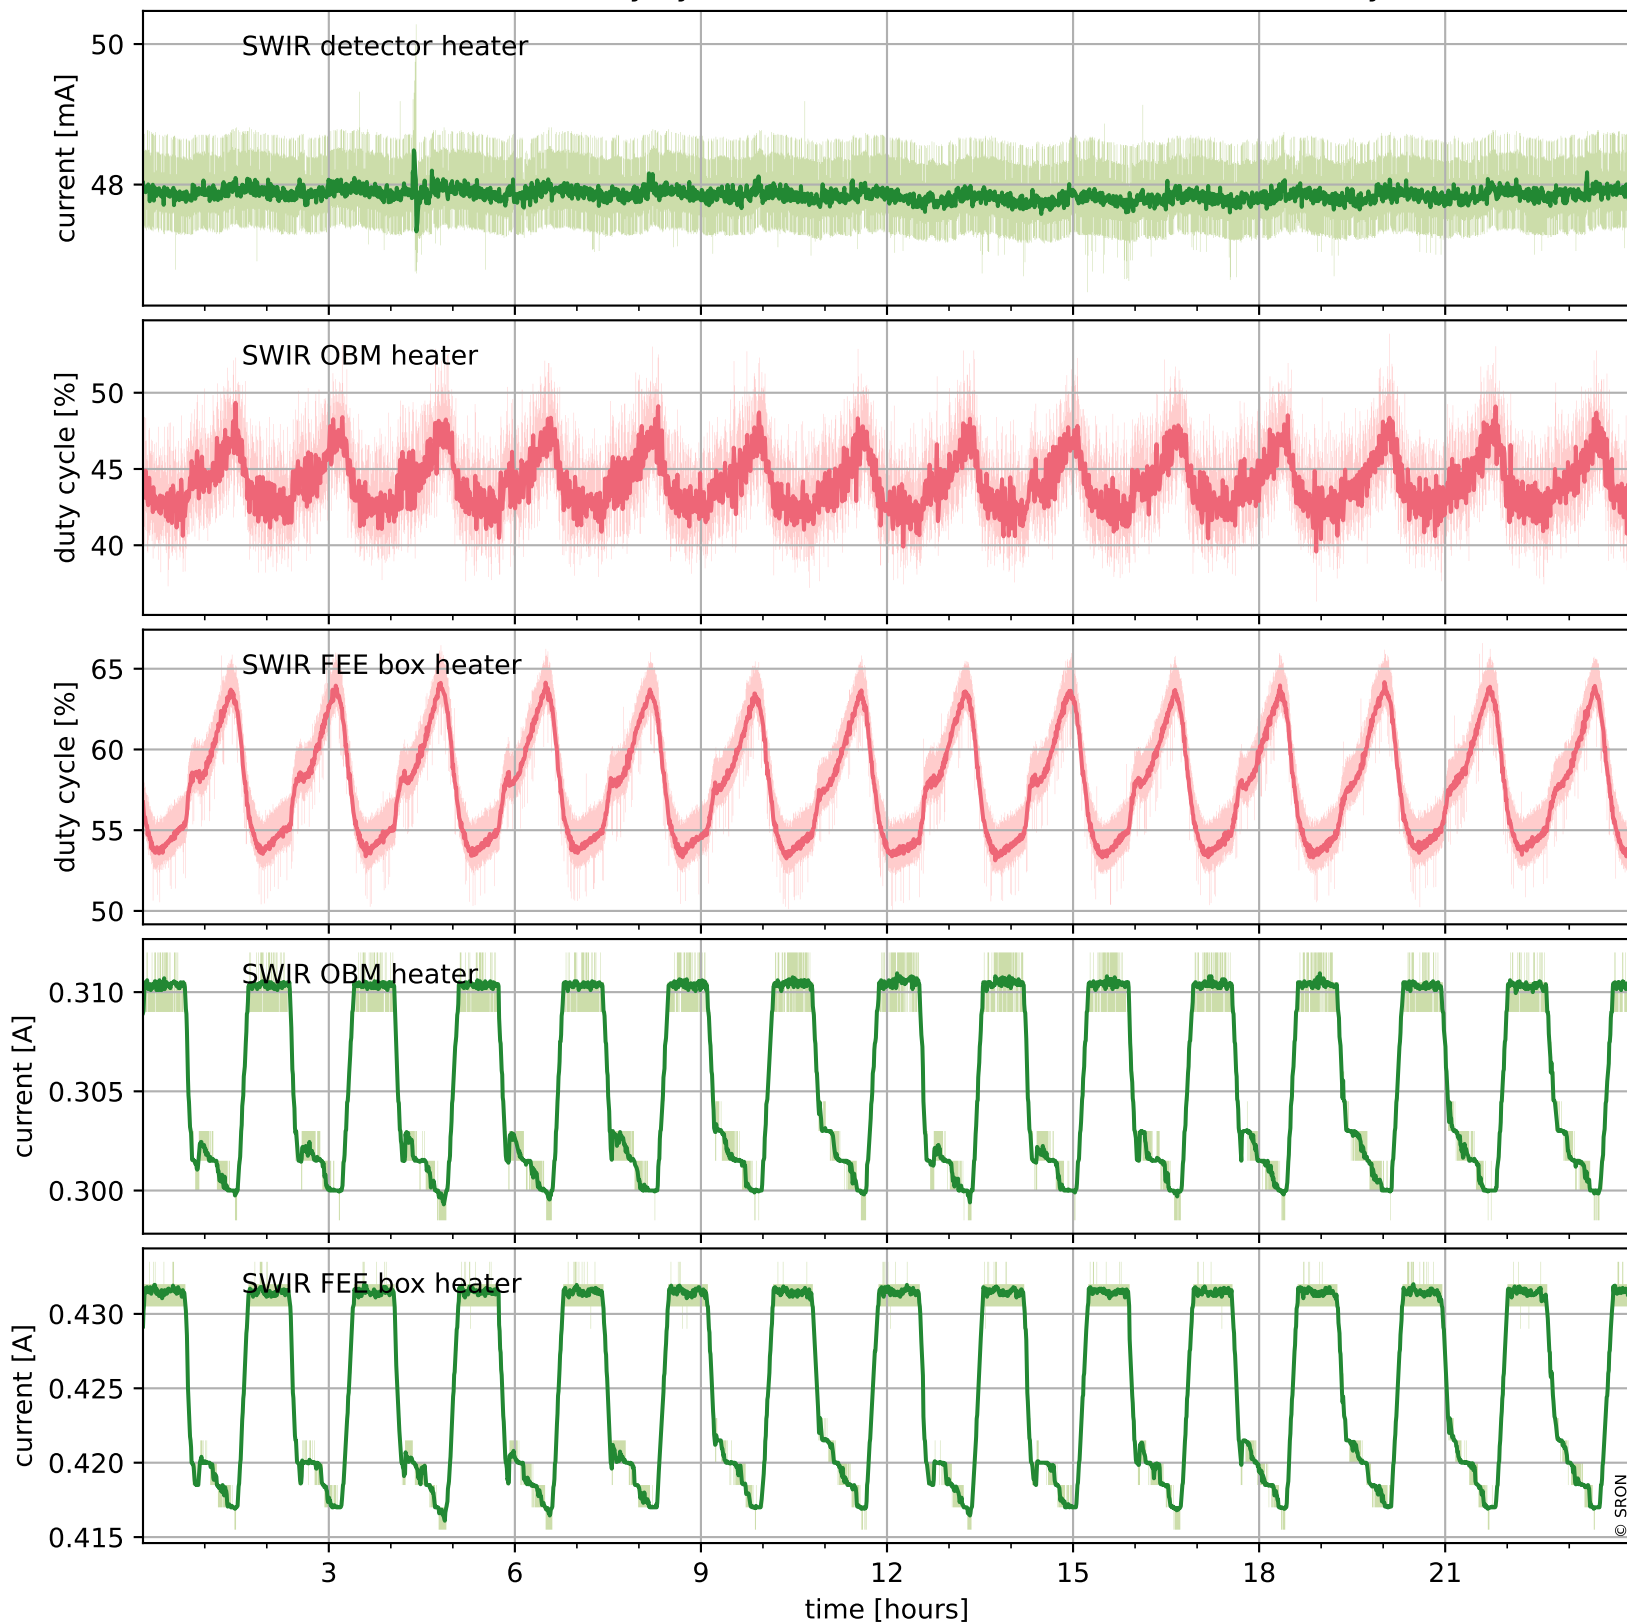 SWIR detector heater
current [mA]
50
48
SWIR OBM heater
duty cycle [%]
50
45
40
SWIR FEE box heater
duty cycle [%]
65
60
55
50
SWIR OBM heater
current [A]
0.310
0.305
0.300
SWIR FEE box heater
current [A]
0.430
0.425
0.420
0.415
© SRON
3 6 9 12 15 18 21
time [hours]